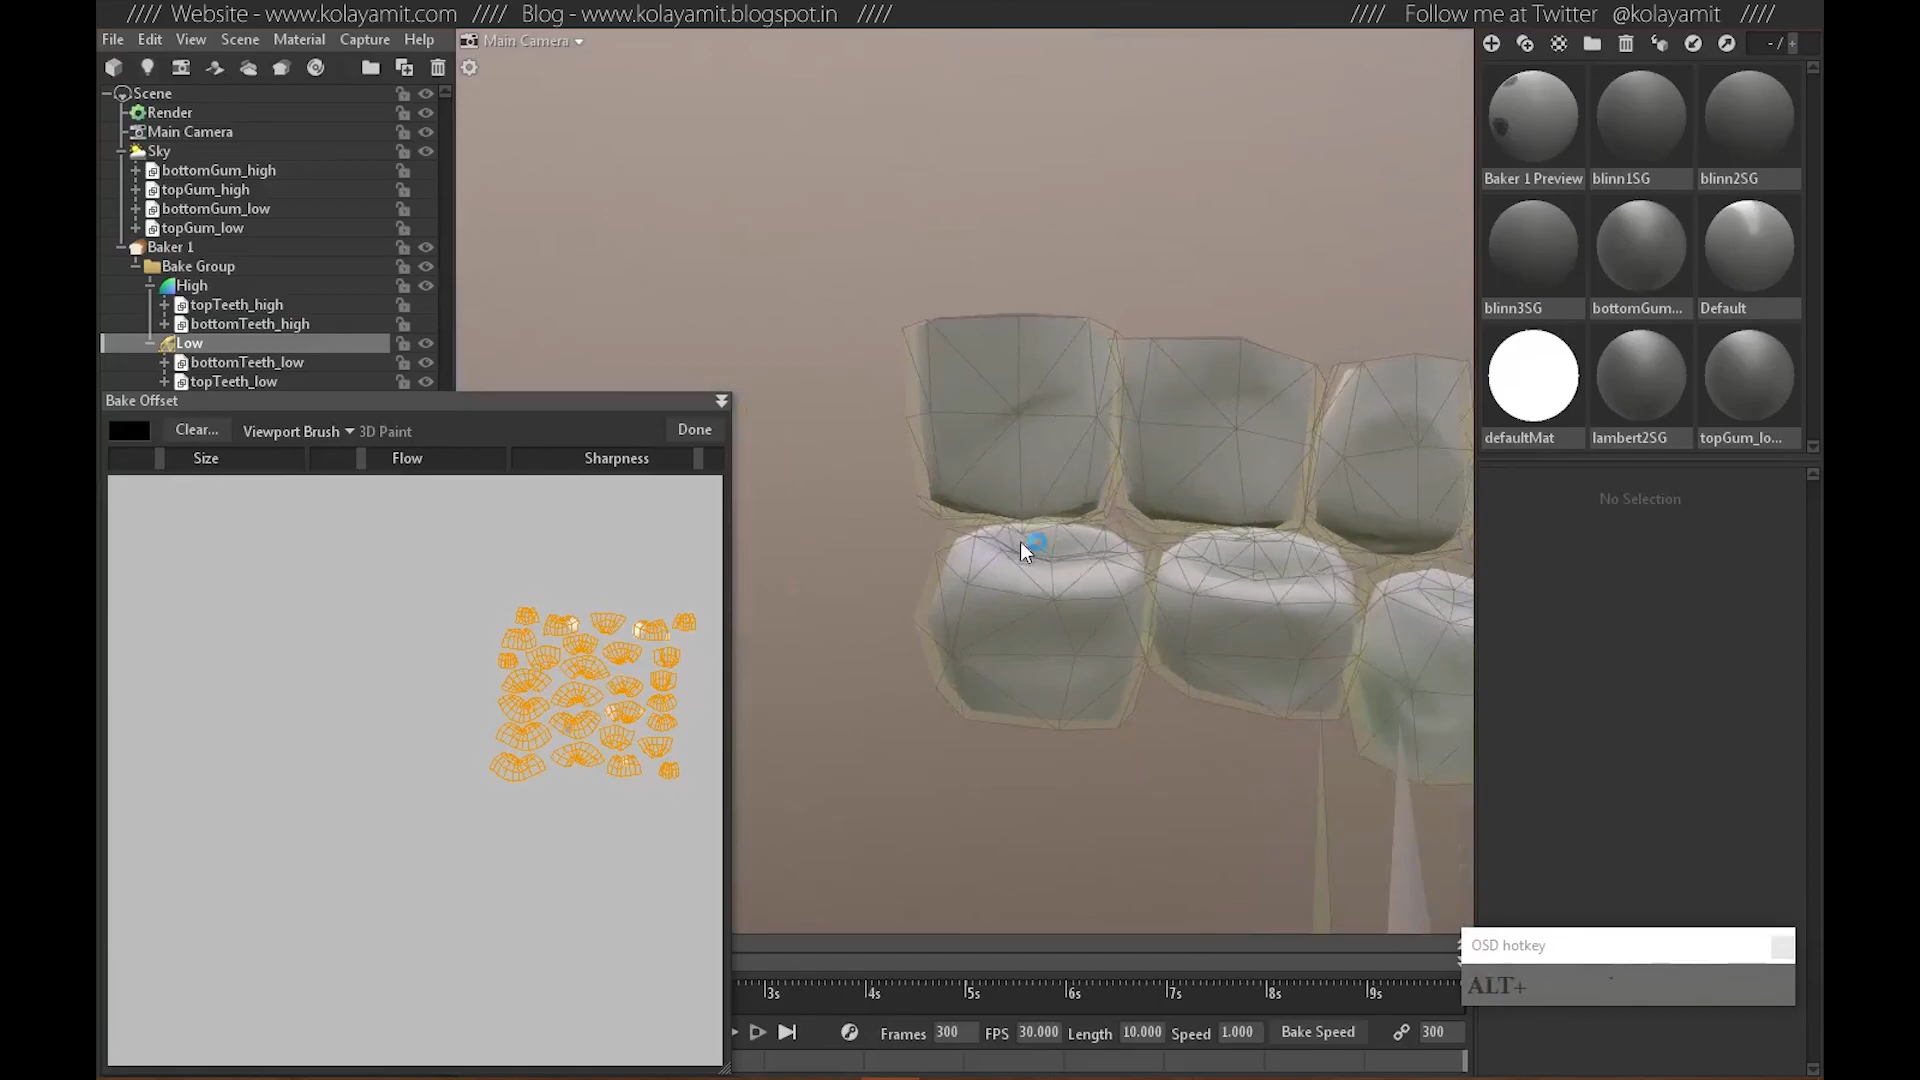 //// Website - www.kolayamit.com //// Blog - www.kolayamit.blogspot.in ////
//// Follow me at Twitter @kolayamit ////
File Edit View Scene Material Capture Help
Main Camera
- / +
Scene
Render
Main Camera
Sky
bottomGum_high
topGum_high
bottomGum_low
topGum_low
Baker 1
Bake Group
High
topTeeth_high
bottomTeeth_high
Low
bottomTeeth_low
topTeeth_low
Baker 1 Preview blinn1SG blinn2SG
blinn3SG bottomGum... Default
defaultMat lambert2SG topGum_lo...
No Selection
Bake Offset
Clear... Viewport Brush 3D Paint Done
Size Flow Sharpness
OSD hotkey
ALT+
3s 4s 5s 6s 7s 8s 9s
Frames 300 FPS 30.000 Length 10.000 Speed 1.000 Bake Speed 300